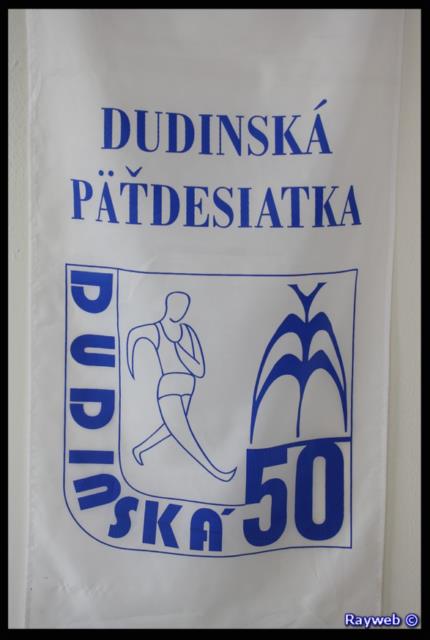 DUDINSKÁ
PÄŤDESIATKA
DUDINSKÁ
50
Rayweb ©